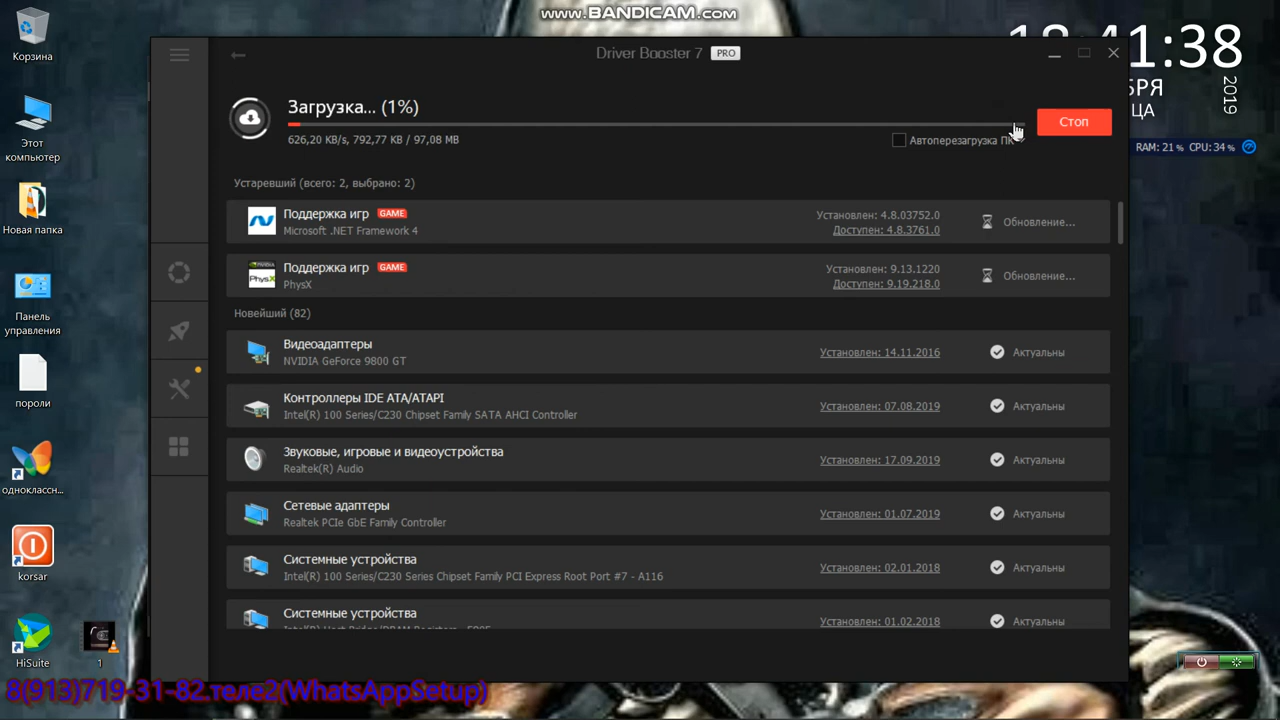 www.BANDICAM.com
Корзина
Этот
компьютер
Новая папка
Панель
управления
пороли
одноклассн...
korsar
HiSuite
1
8(913)719-31-82.теле2(WhatsAppSetup)
Driver Booster 7 PRO
Загрузка... (1%)
626,20 KB/s, 792,77 KB / 97,08 MB
Стоп
Автоперезагрузка ПК
Устаревший (всего: 2, выбрано: 2)
Поддержка игр GAME
Microsoft .NET Framework 4
Установлен: 4.8.03752.0
Доступен: 4.8.3761.0
Обновление...
Поддержка игр GAME
PhysX
Установлен: 9.13.1220
Доступен: 9.19.218.0
Обновление...
Новейший (82)
Видеоадаптеры
NVIDIA GeForce 9800 GT
Установлен: 14.11.2016
Актуальны
Контроллеры IDE ATA/ATAPI
Intel(R) 100 Series/C230 Chipset Family SATA AHCI Controller
Установлен: 07.08.2019
Актуальны
Звуковые, игровые и видеоустройства
Realtek(R) Audio
Установлен: 17.09.2019
Актуальны
Сетевые адаптеры
Realtek PCIe GbE Family Controller
Установлен: 01.07.2019
Актуальны
Системные устройства
Intel(R) 100 Series/C230 Series Chipset Family PCI Express Root Port #7 - A116
Установлен: 02.01.2018
Актуальны
Системные устройства
Установлен: 01.02.2018
Актуальны
:41:38
2019
RAM: 21 % CPU: 34 %